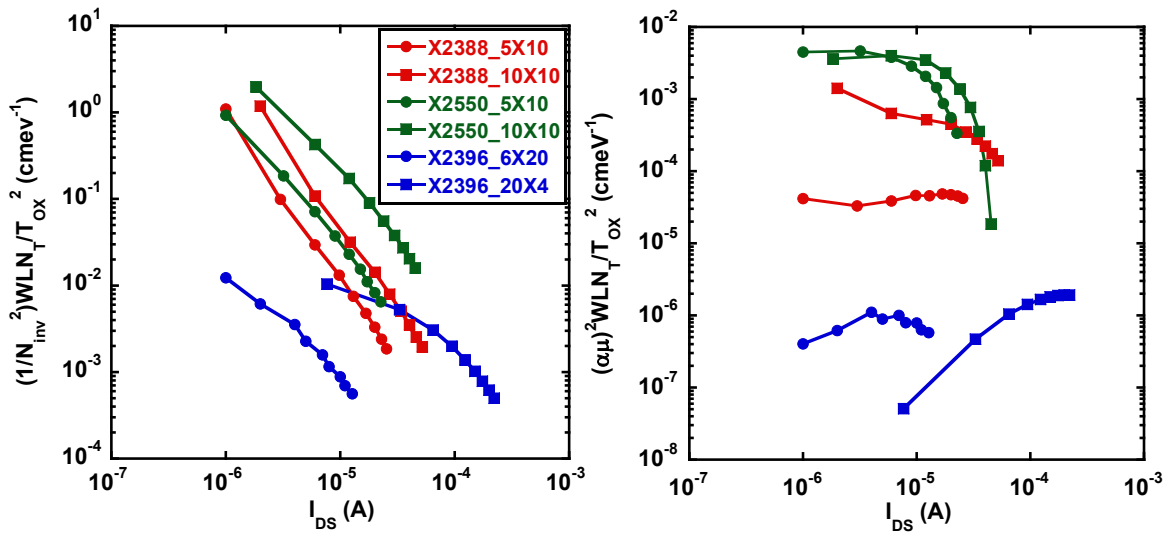 (1/N_inv^2)WLN_T/T_OX^2 (cmeV^-1)
10^1
10^0
10^-1
10^-2
10^-3
10^-4
X2388_5X10
X2388_10X10
X2550_5X10
X2550_10X10
X2396_6X20
X2396_20X4
10^-7 10^-6 10^-5 10^-4 10^-3
I_DS (A)
(αμ)^2WLN_T/T_OX^2 (cmeV^-1)
10^-2
10^-3
10^-4
10^-5
10^-6
10^-7
10^-8
10^-7 10^-6 10^-5 10^-4 10^-3
I_DS (A)